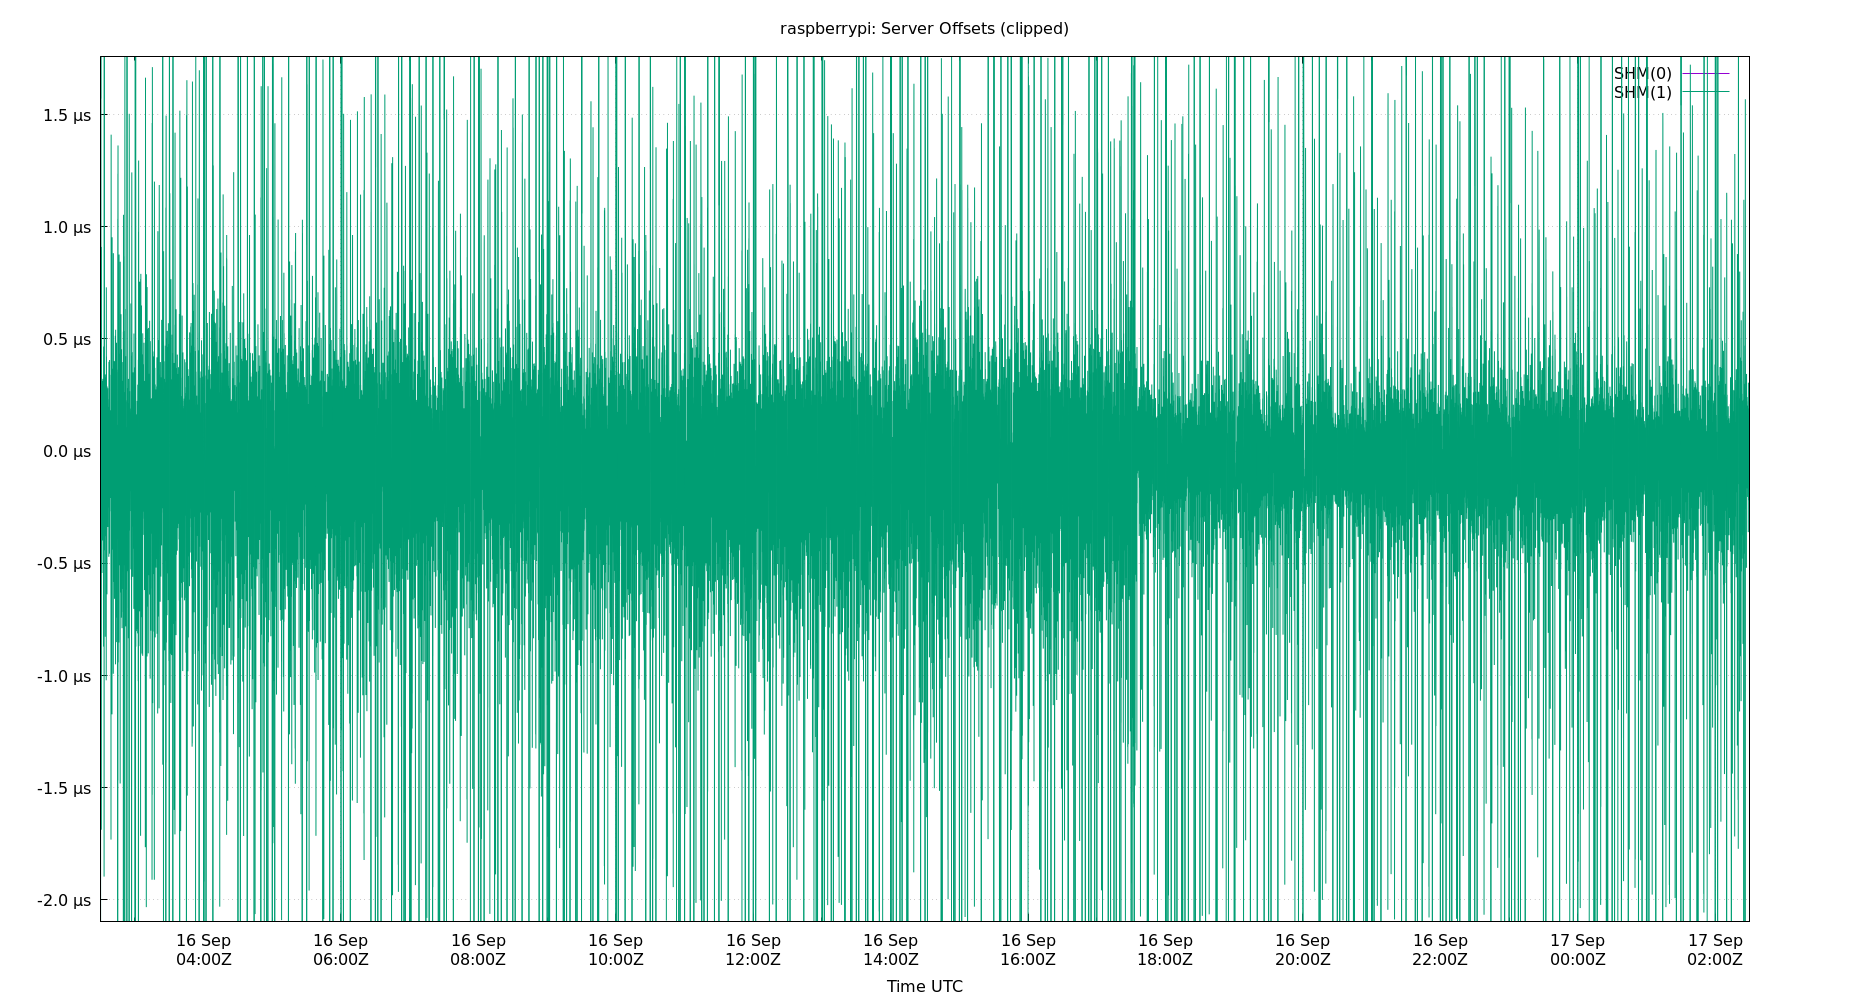 raspberrypi: Server Offsets (clipped)
SHM(0)
SHM(1)
1.5 µs
1.0 µs
0.5 µs
0.0 µs
-0.5 µs
-1.0 µs
-1.5 µs
-2.0 µs
16 Sep 16 Sep 16 Sep 16 Sep 16 Sep 16 Sep 16 Sep 16 Sep 16 Sep 16 Sep 17 Sep 17 Sep
04:00Z 06:00Z 08:00Z 10:00Z 12:00Z 14:00Z 16:00Z 18:00Z 20:00Z 22:00Z 00:00Z 02:00Z
Time UTC